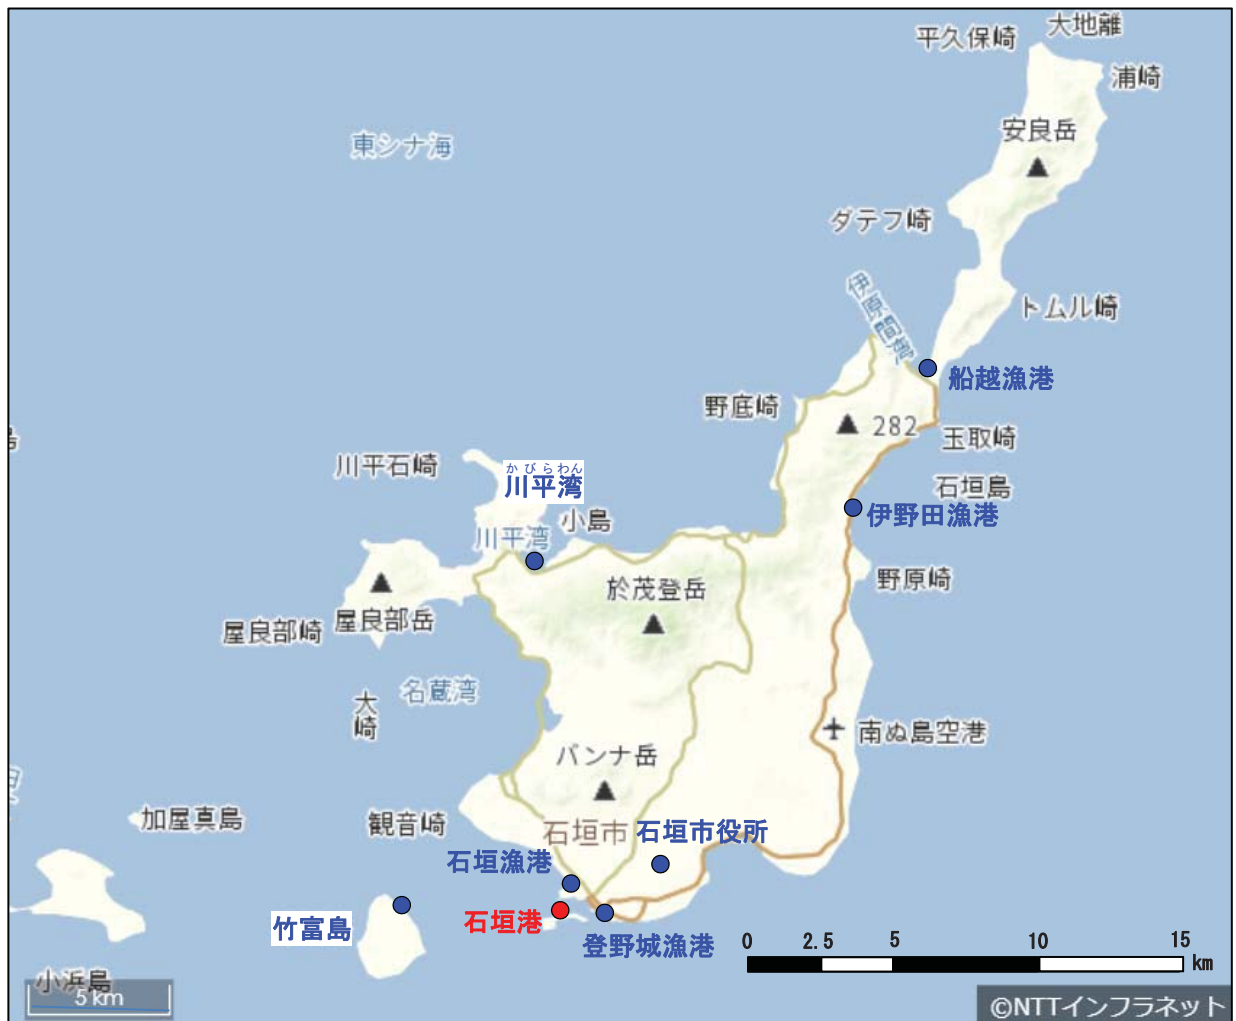 大地離
平久保崎
浦崎
安良岳
東シナ海
ダテフ崎
伊原間湾
トムル崎
船越漁港
野底崎
282
玉取崎
島
川平石崎
かびらわん
川平湾
石垣島
伊野田漁港
小島
川平湾
野原崎
於茂登岳
屋良部岳
屋良部崎
名蔵湾
大崎
南ぬ島空港
バンナ岳
加屋真島
観音崎
石垣市
石垣市役所
石垣漁港
石垣港
竹富島
登野城漁港
0 2.5 5 10 15
km
小浜島
5 km
©NTTインフラネット